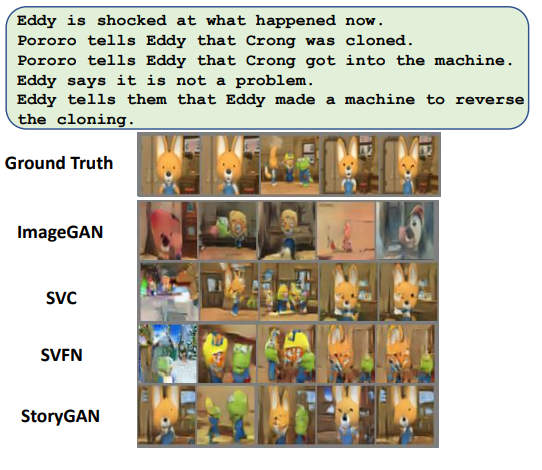 Eddy is shocked at what happened now.
Pororo tells Eddy that Crong was cloned.
Pororo tells Eddy that Crong got into the machine.
Eddy says it is not a problem.
Eddy tells them that Eddy made a machine to reverse
the cloning.
Ground Truth
ImageGAN
SVC
SVFN
StoryGAN